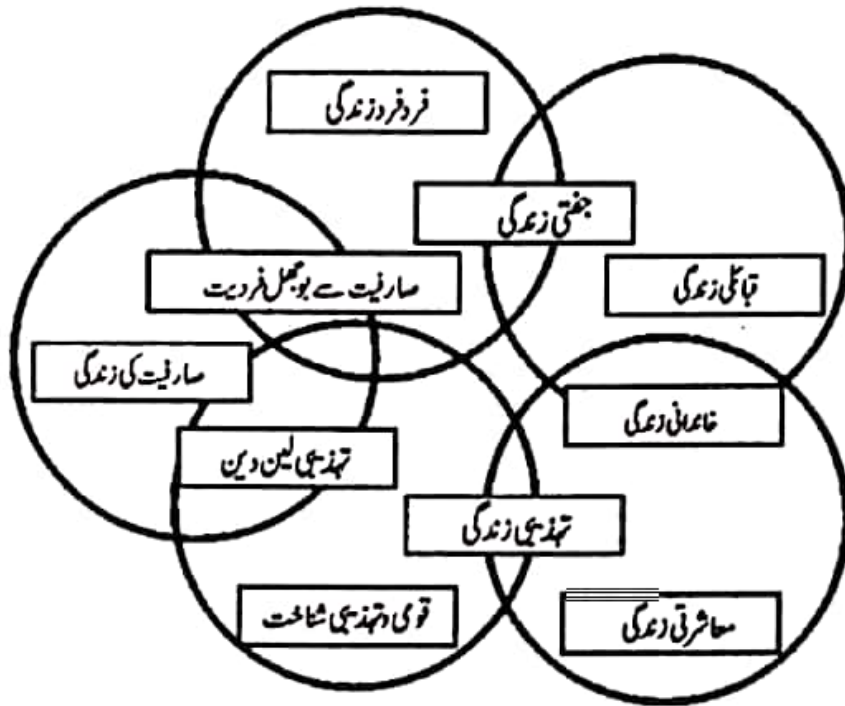 فرد فرد زندگی
جفتی زندگی
قبائلی زندگی
صارفیت سے بوجھل فردیت
صارفیت کی زندگی
خاندانی زندگی
تہذیبی لین دین
تہذیبی زندگی
قومی و تہذیبی شناخت
معاشرتی زندگی